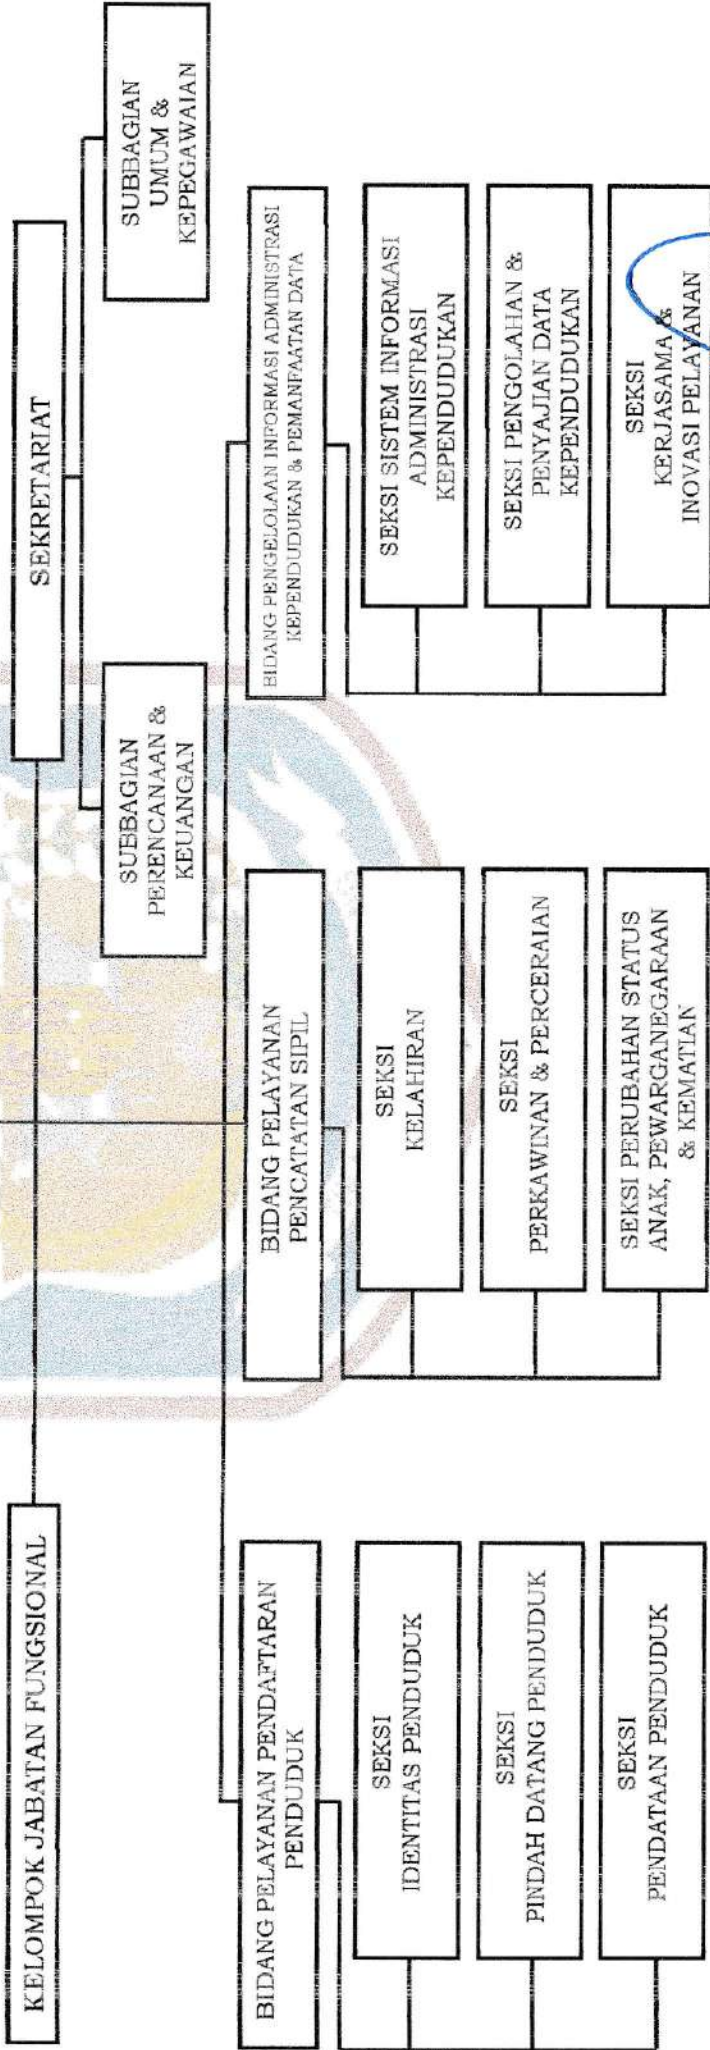 KELOMPOK JABATAN FUNGSIONAL
SEKRETARIAT
SUBBAGIAN
PERENCANAAN &
KEUANGAN
SUBBAGIAN
UMUM &
KEPEGAWAIAN
BIDANG PELAYANAN PENDAFTARAN
PENDUDUK
SEKSI
IDENTITAS PENDUDUK
SEKSI
PINDAH DATANG PENDUDUK
SEKSI
PENDATAAN PENDUDUK
BIDANG PELAYANAN
PENCATATAN SIPIL
SEKSI
KELAHIRAN
SEKSI
PERKAWINAN & PERCERAIAN
SEKSI PERUBAHAN STATUS
ANAK, PEWARGANEGARAAN
& KEMATIAN
BIDANG PENGELOLAAN INFORMASI ADMINISTRASI
KEPENDUDUKAN & PEMANFAATAN DATA
SEKSI SISTEM INFORMASI
ADMINISTRASI
KEPENDUDUKAN
SEKSI PENGOLAHAN &
PENYAJIAN DATA
KEPENDUDUKAN
SEKSI
KERJASAMA &
INOVASI PELAYANAN